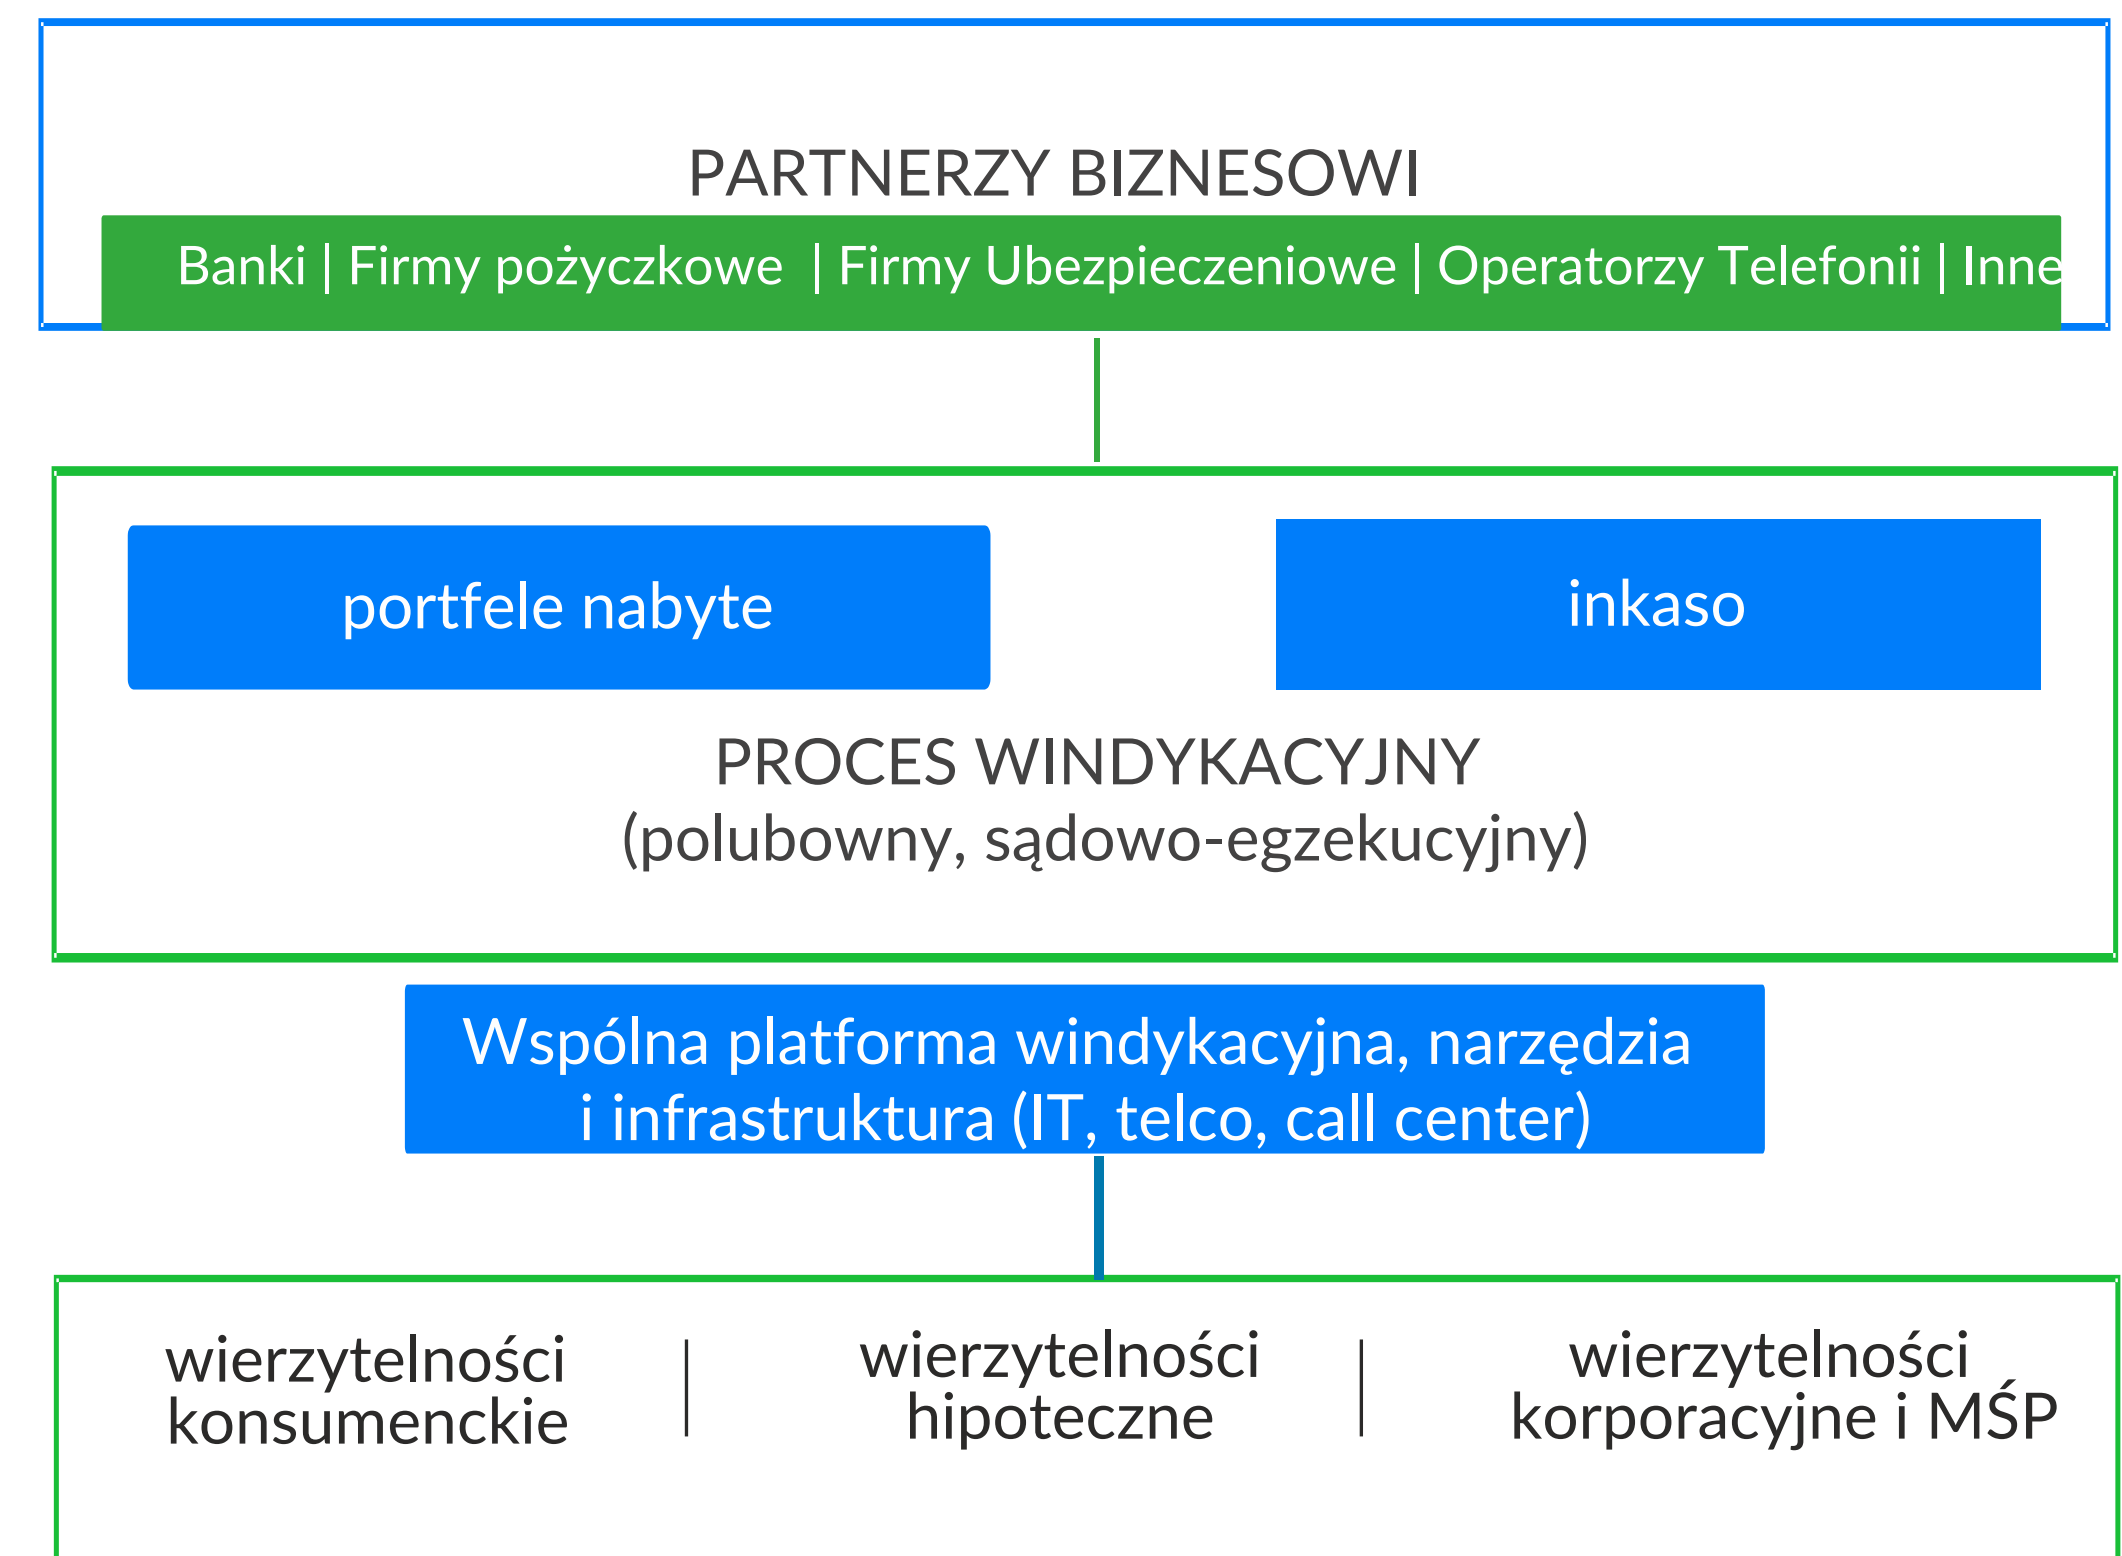 PARTNERZY BIZNESOWI
Banki | Firmy pożyczkowe | Firmy Ubezpieczeniowe | Operatorzy Telefonii | Inne
portfele nabyte
inkaso
PROCES WINDYKACYJNY
(polubowny, sądowo-egzekucyjny)
Wspólna platforma windykacyjna, narzędzia
i infrastruktura (IT, telco, call center)
wierzytelności
konsumenckie
wierzytelności
hipoteczne
wierzytelności
korporacyjne i MŚP